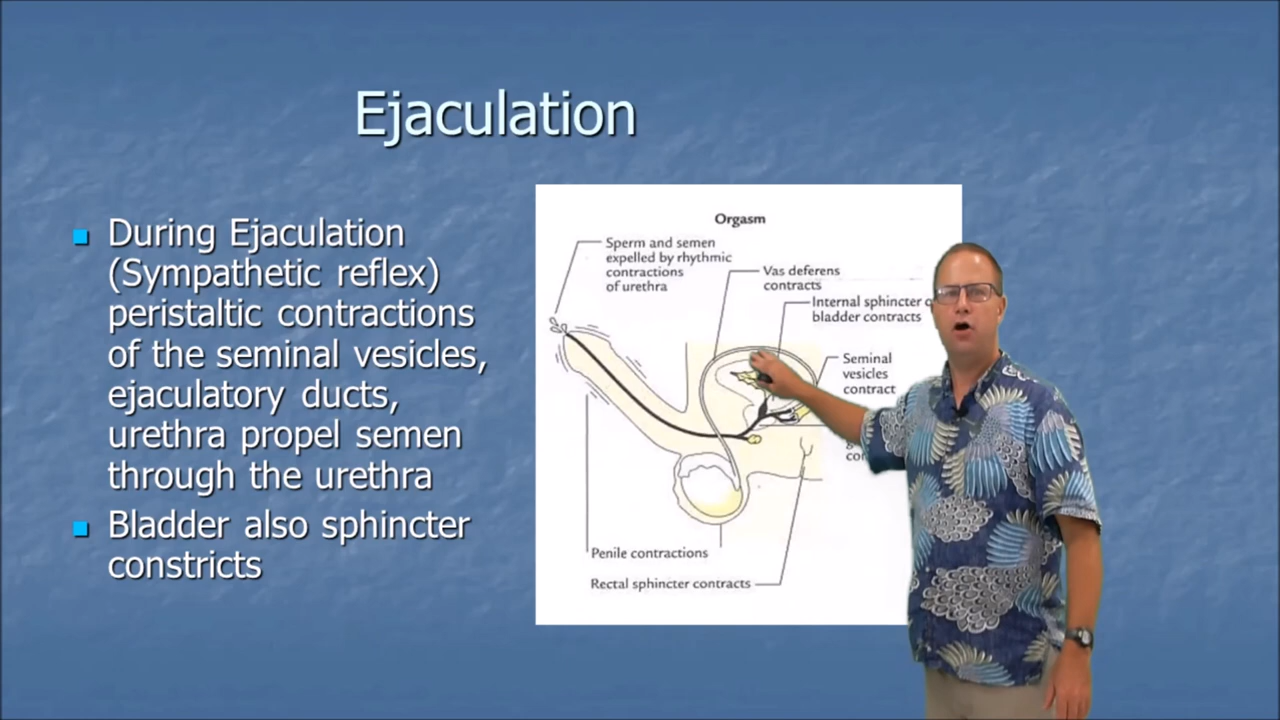 Ejaculation
During Ejaculation
(Sympathetic reflex)
peristaltic contractions
of the seminal vesicles,
ejaculatory ducts,
urethra propel semen
through the urethra
Bladder also sphincter
constricts
Orgasm
Sperm and semen
expelled by rhythmic
contractions
of urethra
Vas deferens
contracts
Internal sphincter
bladder contracts
Seminal
vesicles
contract
Penile contractions
Rectal sphincter contracts